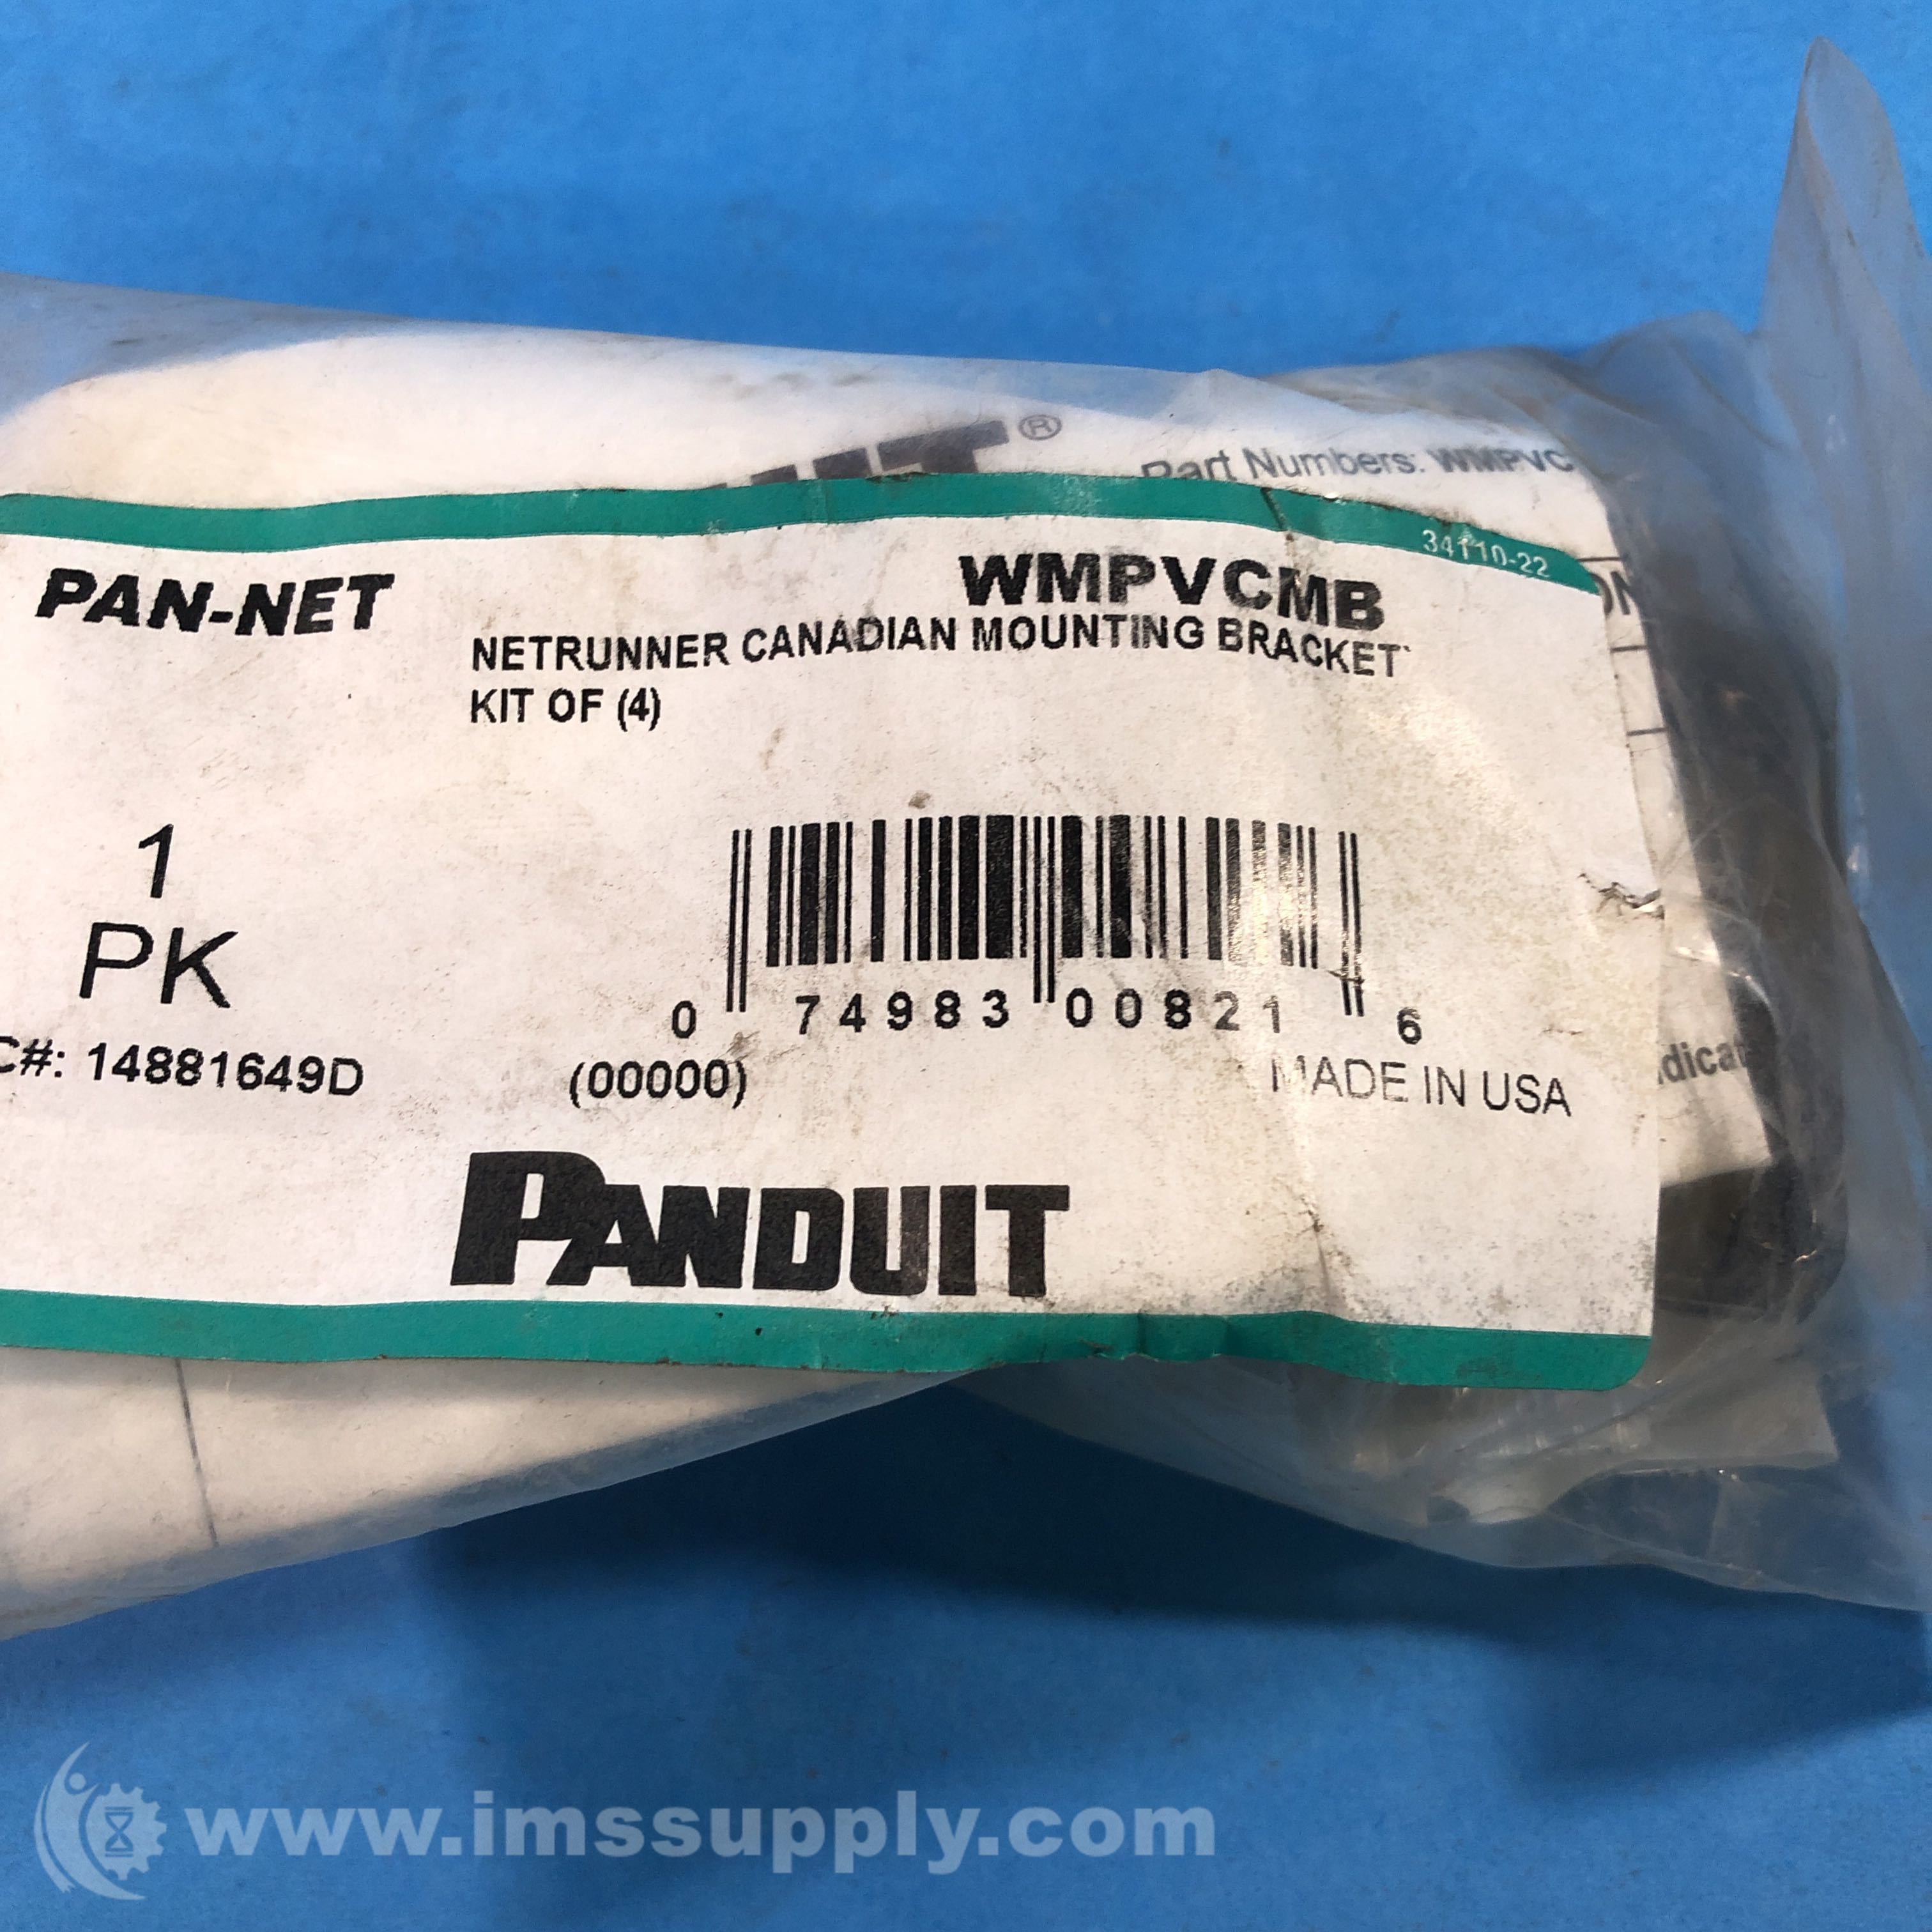 Part Numbers: WMPVC
34110-22
PAN-NET
WMPVCMB
NETRUNNER CANADIAN MOUNTING BRACKET
KIT OF (4)
1
PK
0 74983 00821 6
C#: 14881649D
(00000)
MADE IN USA
PANDUIT
www.imssupply.com